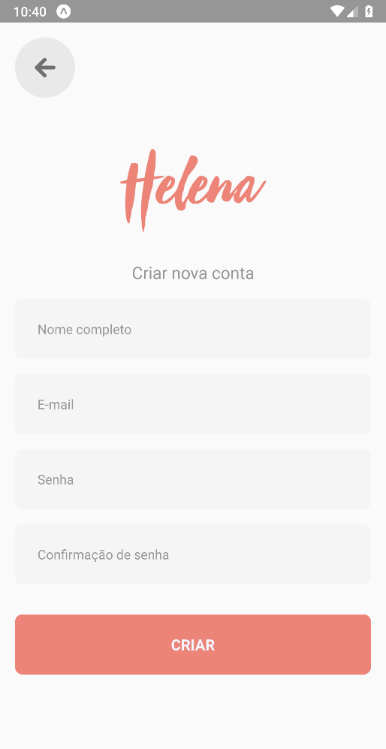 10:40
Helena
Criar nova conta
Nome completo
E-mail
Senha
Confirmação de senha
CRIAR